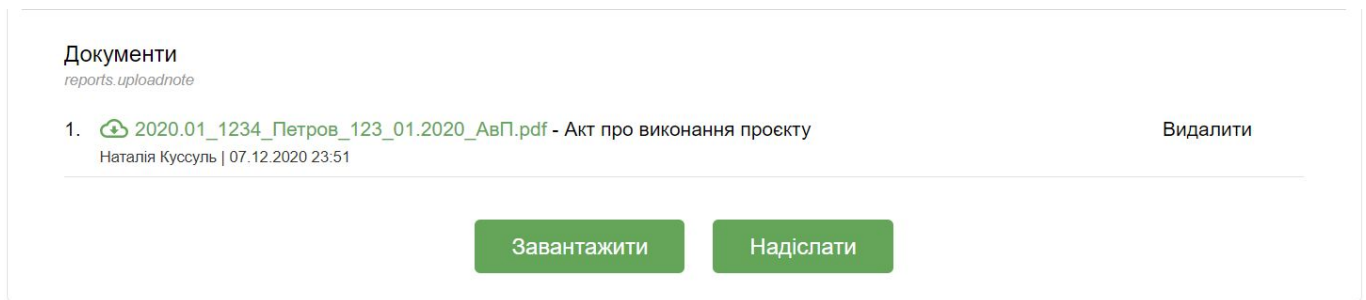 Документи
reports.uploadnote
1. 2020.01_1234_Петров_123_01.2020_АвП.pdf - Акт про виконання проєкту Видалити
Наталія Куссуль | 07.12.2020 23:51
Завантажити Надіслати